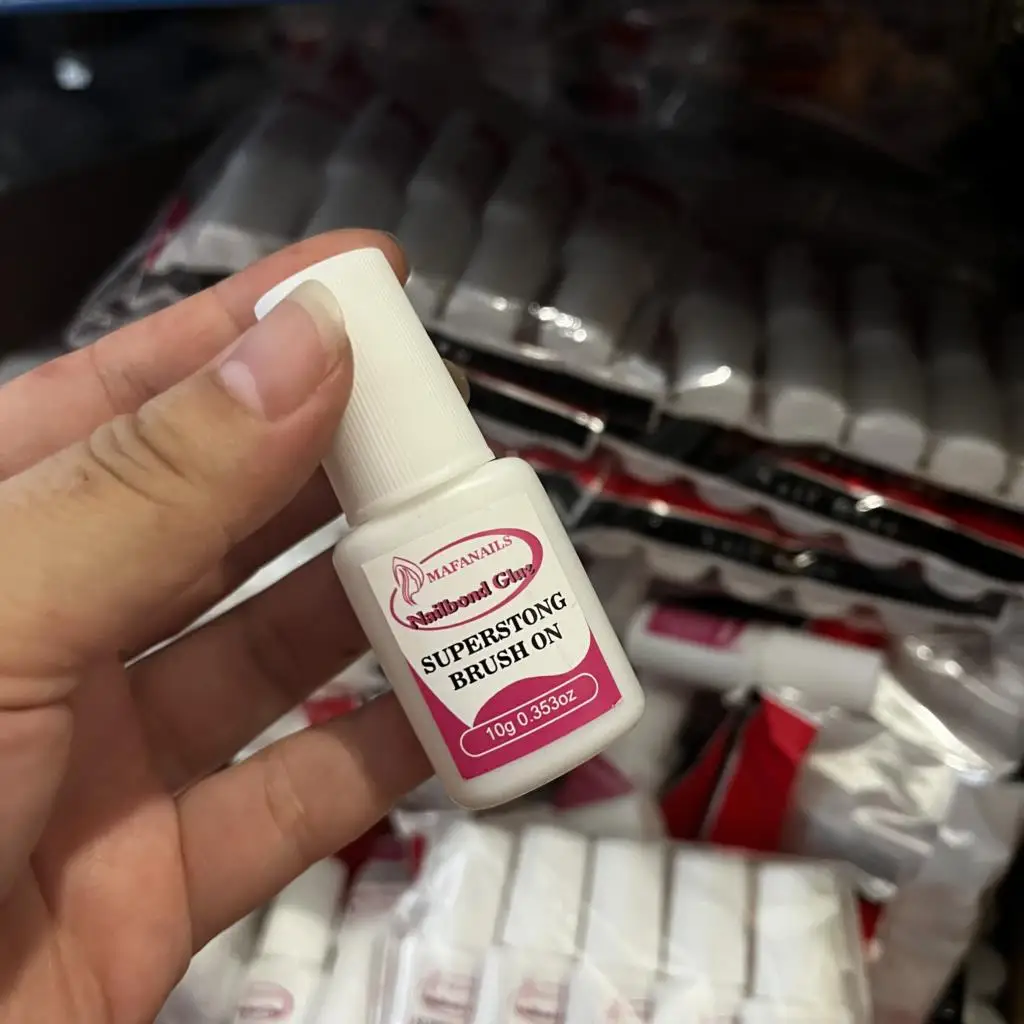 MAFANAILS
Nailbond Glue
SUPERSTONG
BRUSH ON
10g 0.353oz